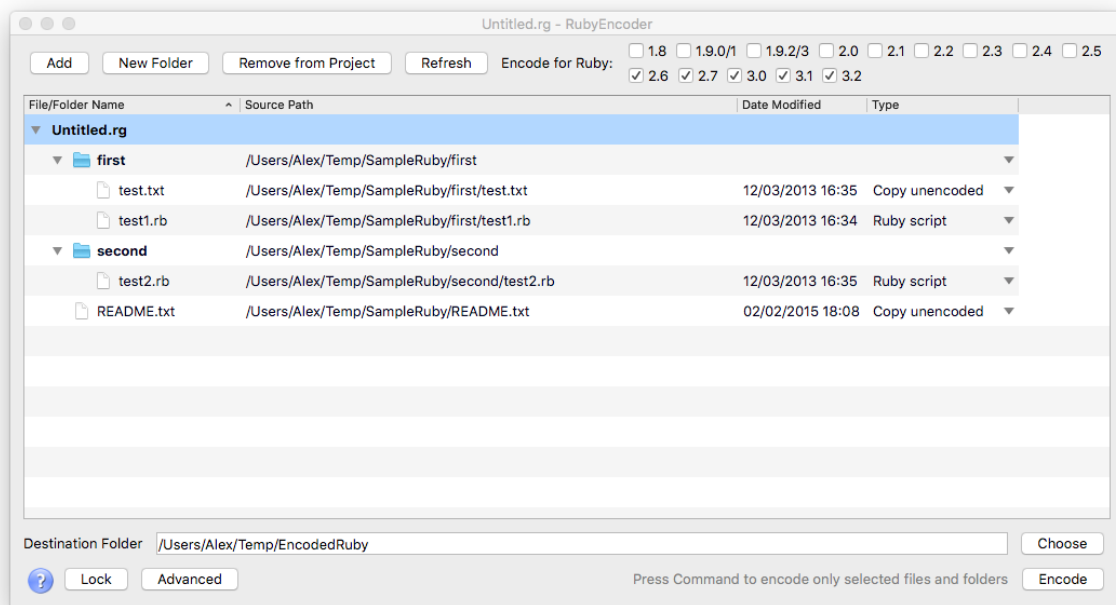 Untitled.rg - RubyEncoder
Add New Folder Remove from Project Refresh Encode for Ruby: 1.8 1.9.0/1 1.9.2/3 2.0 2.1 2.2 2.3 2.4 2.5
2.6 2.7 3.0 3.1 3.2
File/Folder Name Source Path Date Modified Type
Untitled.rg
first /Users/Alex/Temp/SampleRuby/first
test.txt /Users/Alex/Temp/SampleRuby/first/test.txt 12/03/2013 16:35 Copy unencoded
test1.rb /Users/Alex/Temp/SampleRuby/first/test1.rb 12/03/2013 16:34 Ruby script
second /Users/Alex/Temp/SampleRuby/second
test2.rb /Users/Alex/Temp/SampleRuby/second/test2.rb 12/03/2013 16:35 Ruby script
README.txt /Users/Alex/Temp/SampleRuby/README.txt 02/02/2015 18:08 Copy unencoded
Destination Folder /Users/Alex/Temp/EncodedRuby Choose
? Lock Advanced Press Command to encode only selected files and folders Encode